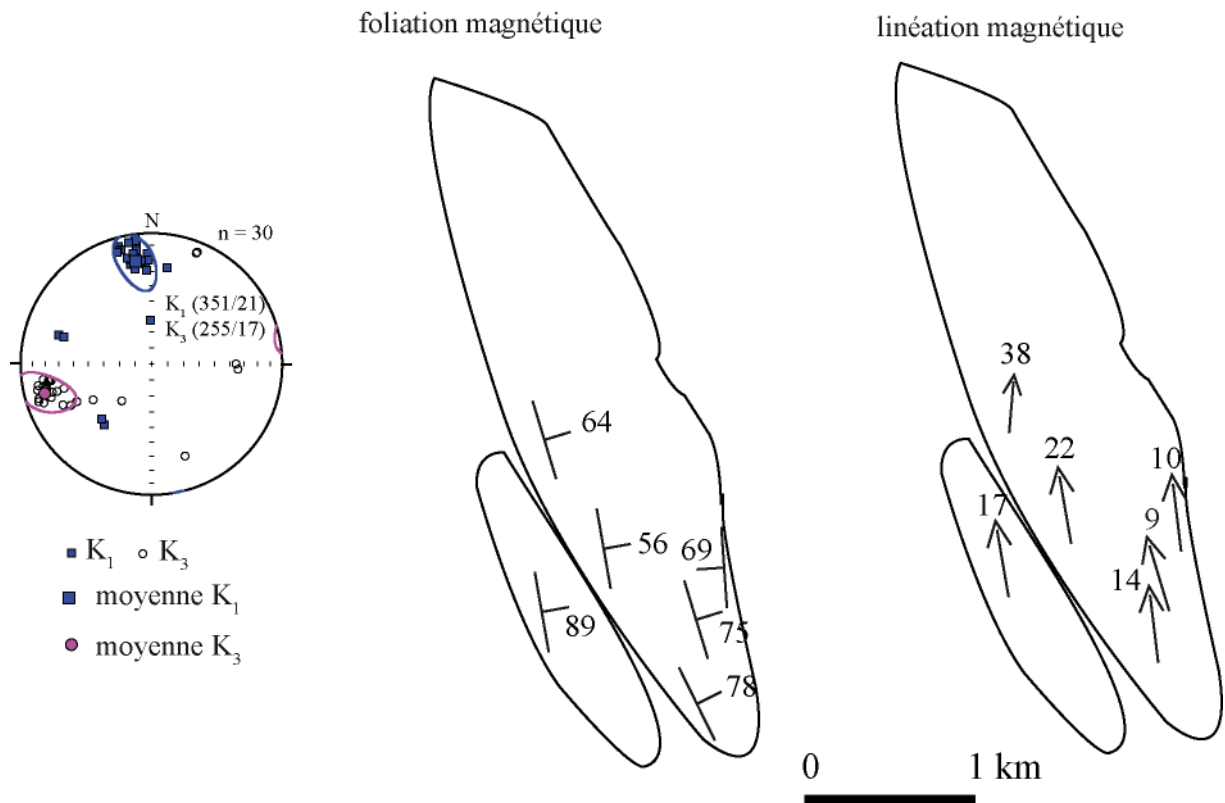 foliation magnétique
linéation magnétique
N
n = 30
K₁ (351/21)
K₃ (255/17)
K₁ K₃
moyenne K₁
moyenne K₃
64
56
69
89
75
78
38
22
10
17
9
14
0 1 km